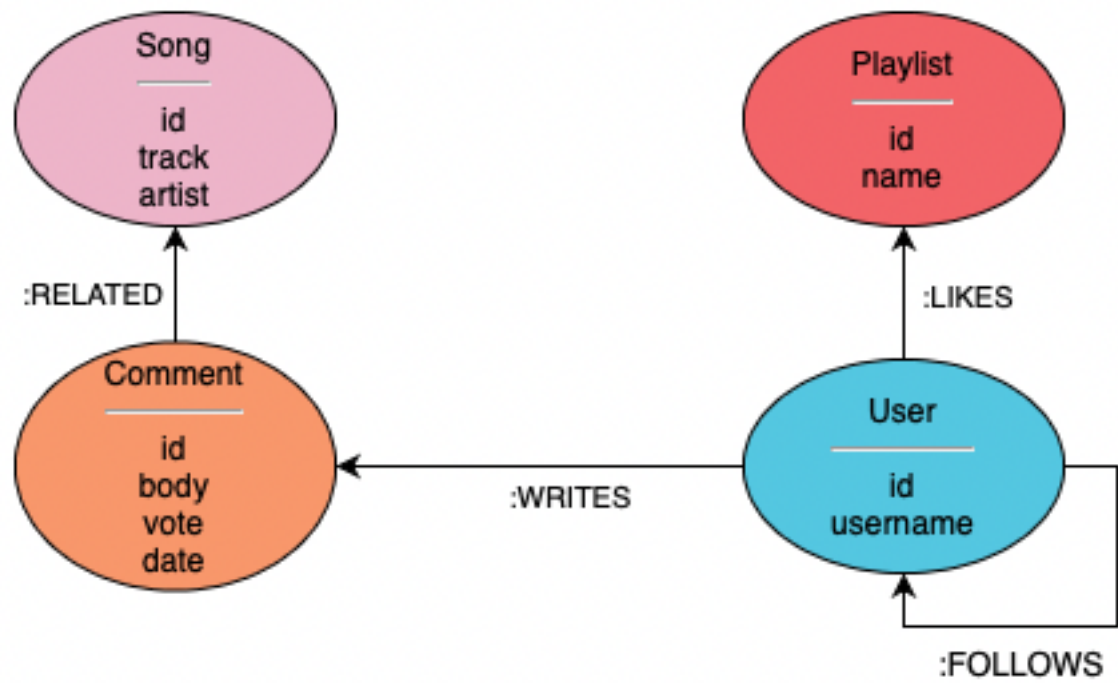 Song
id
track
artist
Playlist
id
name
:RELATED
:LIKES
Comment
id
body
vote
date
User
id
username
:WRITES
:FOLLOWS